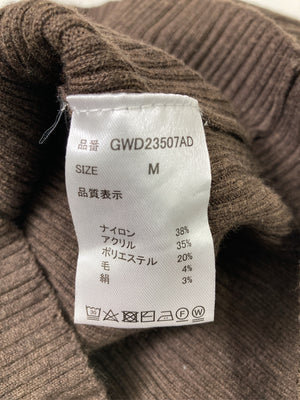 品番 GWD23507AD
SIZE M
品質表示
ナイロン 38%
アクリル 35%
ポリエステル 20%
毛 4%
絹 3%
30 F W